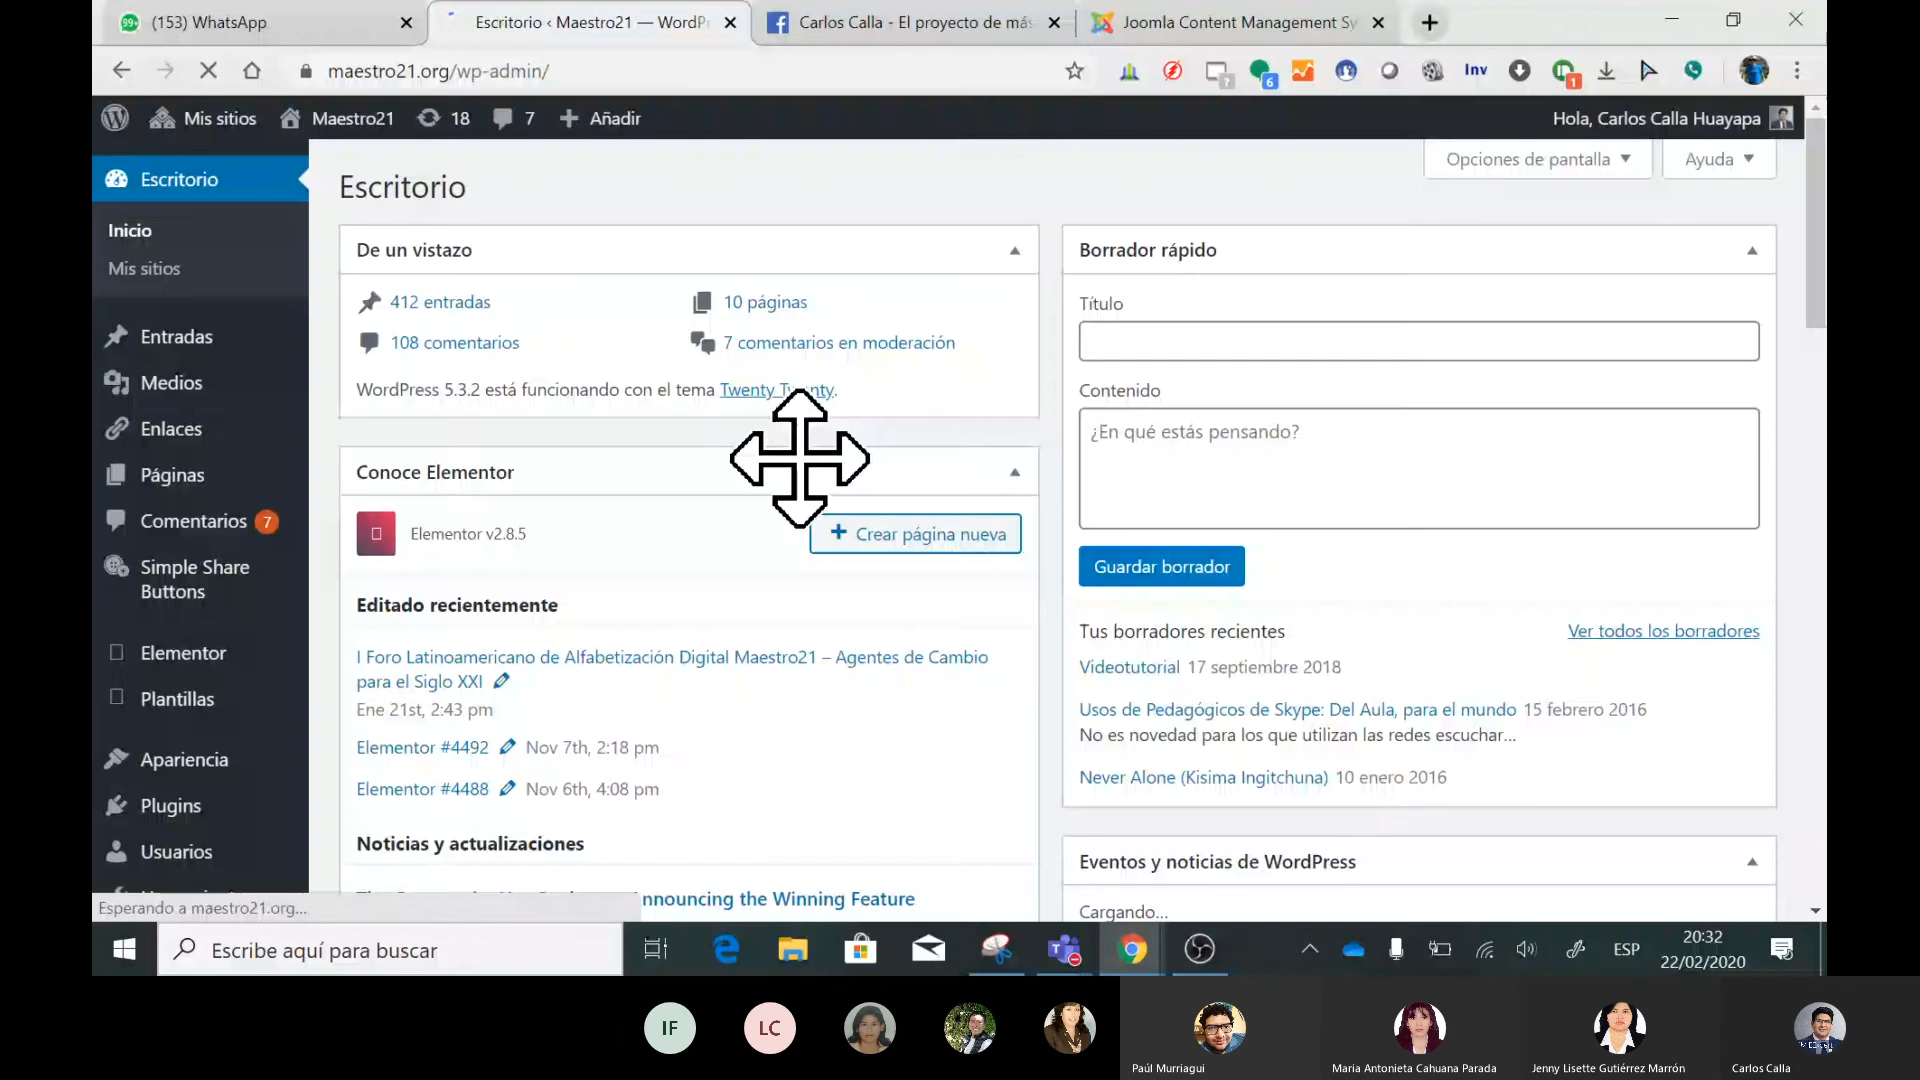 (153) WhatsApp
Escritorio ‹ Maestro21 — WordPr
Carlos Calla - El proyecto de más
Joomla Content Management Sy
maestro21.org/wp-admin/
Inv
Mis sitios
Maestro21
18
7
Añadir
Hola, Carlos Calla Huayapa
Opciones de pantalla
Ayuda
Escritorio
Inicio
Mis sitios
Entradas
Medios
Enlaces
Páginas
Comentarios 7
Simple Share
Buttons
Elementor
Plantillas
Apariencia
Plugins
Usuarios
Escritorio
De un vistazo
412 entradas
10 páginas
108 comentarios
7 comentarios en moderación
WordPress 5.3.2 está funcionando con el tema Twenty Twenty.
Conoce Elementor
Elementor v2.8.5
Crear página nueva
Editado recientemente
I Foro Latinoamericano de Alfabetización Digital Maestro21 – Agentes de Cambio
para el Siglo XXI
Ene 21st, 2:43 pm
Elementor #4492 Nov 7th, 2:18 pm
Elementor #4488 Nov 6th, 4:08 pm
Noticias y actualizaciones
nnouncing the Winning Feature
Borrador rápido
Título
Contenido
¿En qué estás pensando?
Guardar borrador
Tus borradores recientes
Ver todos los borradores
Videotutorial 17 septiembre 2018
Usos de Pedagógicos de Skype: Del Aula, para el mundo 15 febrero 2016
No es novedad para los que utilizan las redes escuchar...
Never Alone (Kisima Ingitchuna) 10 enero 2016
Eventos y noticias de WordPress
Cargando...
Esperando a maestro21.org...
Escribe aquí para buscar
ESP
20:32
22/02/2020
IF
LC
Paúl Murriagui
Maria Antonieta Cahuana Parada
Jenny Lisette Gutiérrez Marrón
Carlos Calla